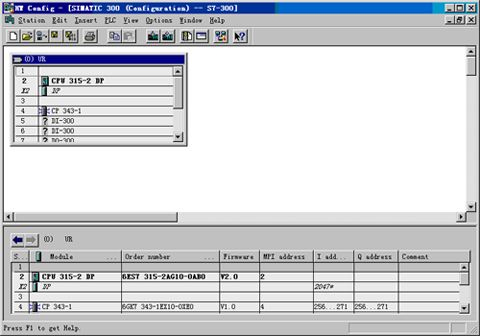 HW Config - [SIMATIC 300 (Configuration) -- SY-300]
Station Edit Insert PLC View Options Window Help
(0) UR
1
2 CPU 315-2 DP
X2 DP
3
4 CP 343-1
5 DI-300
6 DI-300
7 DO-300
(0) UR
S... Module ... Order number ... Firmware MPI address I add... Q address Comment
1
2 CPU 315-2 DP 6ES7 315-2AG10-0AB0 V2.0 2
X2 DP 2047*
3
4 CP 343-1 6GK7 343-1EX10-0XE0 V1.0 4 256...271 256...271
Press F1 to get Help.